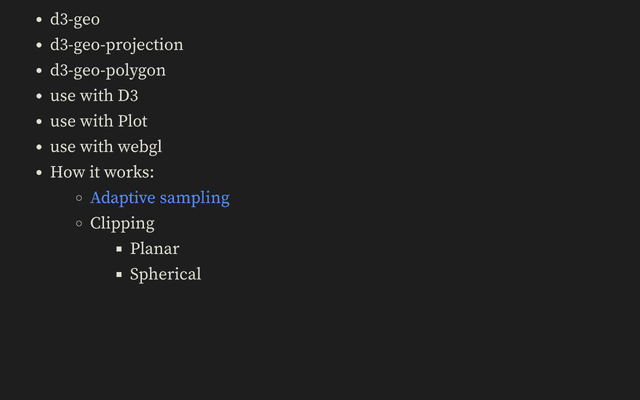 d3-geo
d3-geo-projection
d3-geo-polygon
use with D3
use with Plot
use with webgl
How it works:
Adaptive sampling
Clipping
Planar
Spherical